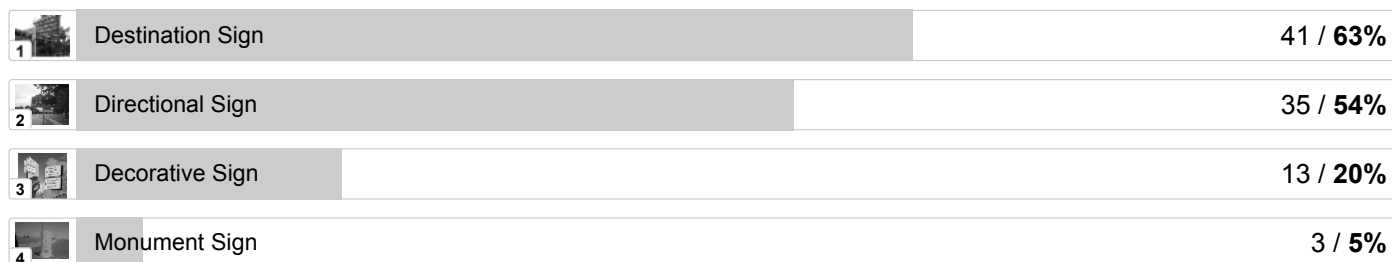 1 Destination Sign 41 / 63%
2 Directional Sign 35 / 54%
3 Decorative Sign 13 / 20%
4 Monument Sign 3 / 5%